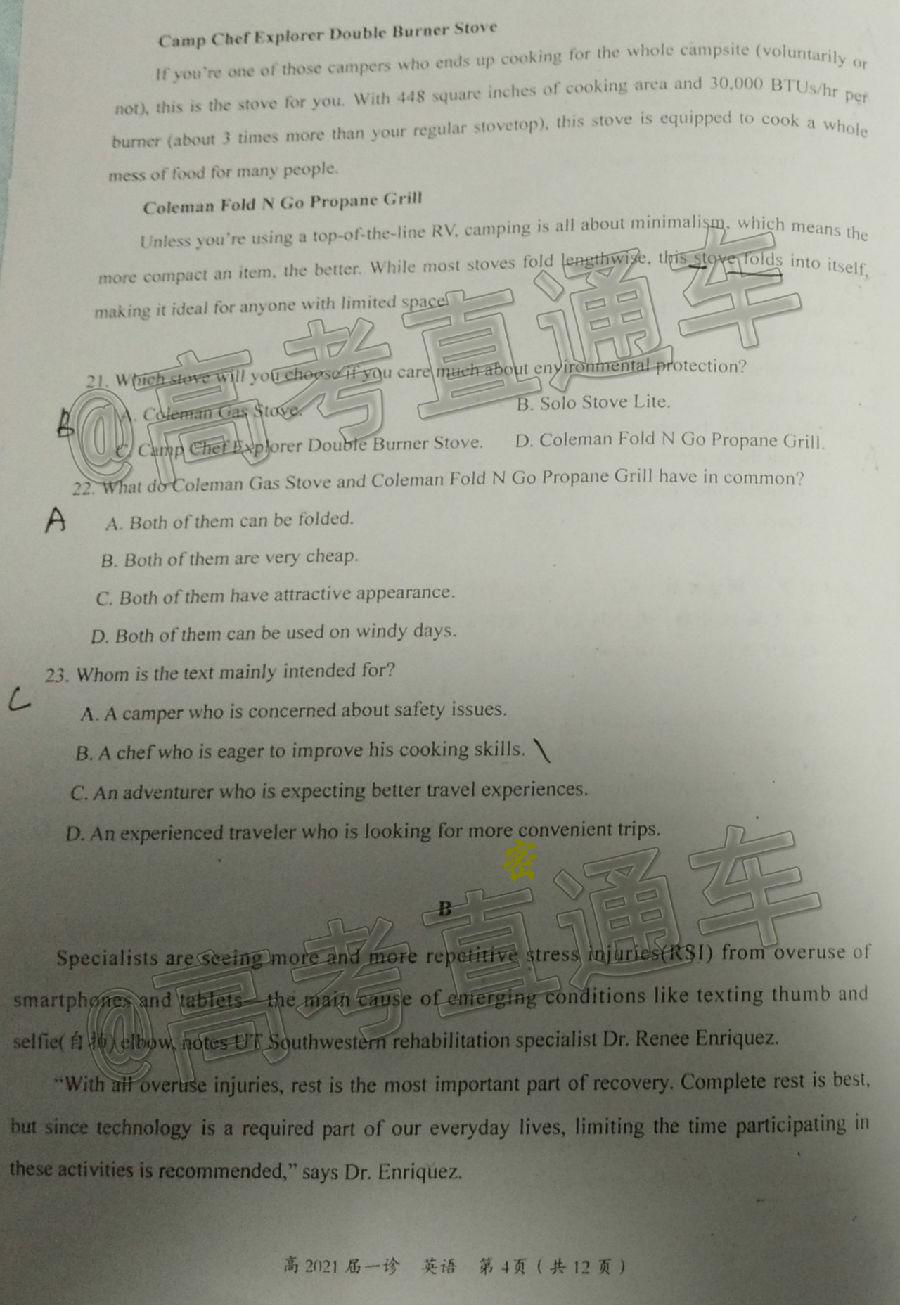 Camp Chef Explorer Double Burner Stove
If you're one of those campers who ends up cooking for the whole campsite (voluntarily or
not), this is the stove for you. With 448 square inches of cooking area and 30,000 BTUs/hr per
burner (about 3 times more than your regular stovetop), this stove is equipped to cook a whole
mess of food for many people.
Coleman Fold N Go Propane Grill
Unless you're using a top-of-the-line RV, camping is all about minimalism, which means the
more compact an item, the better. While most stoves fold lengthwise, this stove folds into itself,
making it ideal for anyone with limited space.
@高考直通车
21. Which stove will you choose if you care much about environmental protection?
B
A. Coleman Gas Stove. B. Solo Stove Lite.
C. Camp Chef Explorer Double Burner Stove. D. Coleman Fold N Go Propane Grill.
22. What do Coleman Gas Stove and Coleman Fold N Go Propane Grill have in common?
A
A. Both of them can be folded.
B. Both of them are very cheap.
C. Both of them have attractive appearance.
D. Both of them can be used on windy days.
23. Whom is the text mainly intended for?
C
A. A camper who is concerned about safety issues.
B. A chef who is eager to improve his cooking skills.
C. An adventurer who is expecting better travel experiences.
D. An experienced traveler who is looking for more convenient trips.
密
B
@高考直通车
Specialists are seeing more and more repetitive stress injuries(RSI) from overuse of
smartphones and tablets—the main cause of emerging conditions like texting thumb and
selfie(自拍) elbow, notes UT Southwestern rehabilitation specialist Dr. Renee Enriquez.
"With all overuse injuries, rest is the most important part of recovery. Complete rest is best,
but since technology is a required part of our everyday lives, limiting the time participating in
these activities is recommended," says Dr. Enriquez.
高 2021 届一诊 英语 第 4页 ( 共 12 页 )